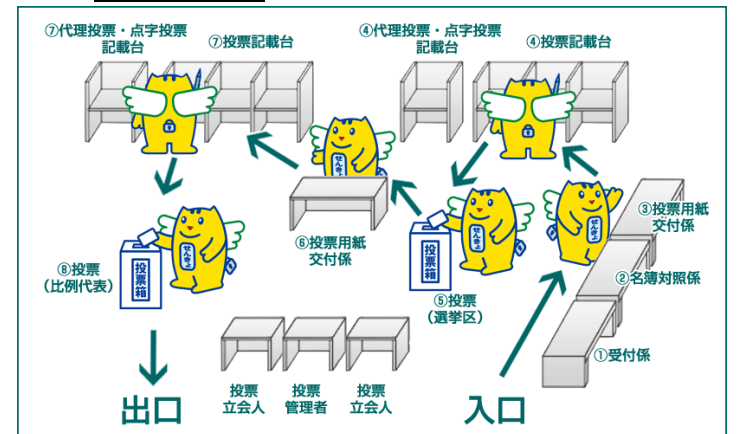 ⑦代理投票・点字投票
記載台
⑦投票記載台
④代理投票・点字投票
記載台
④投票記載台
せんきょ
せんきょ
③投票用紙
交付係
せんきょ
せんきょ
投票箱
投票箱
⑥投票用紙
交付係
②名簿対照係
⑧投票
(比例代表)
⑤投票
(選挙区)
①受付係
投票
立会人
投票
管理者
投票
立会人
出口
入口